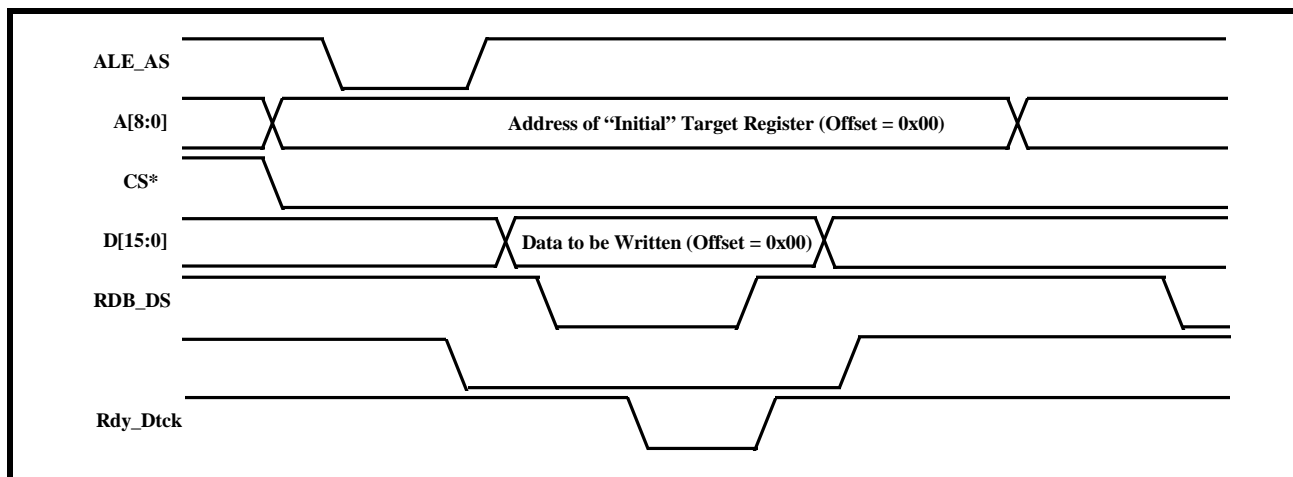 ALE_AS
A[8:0]
Address of “Initial” Target Register (Offset = 0x00)
CS*
D[15:0]
Data to be Written (Offset = 0x00)
RDB_DS
Rdy_Dtck